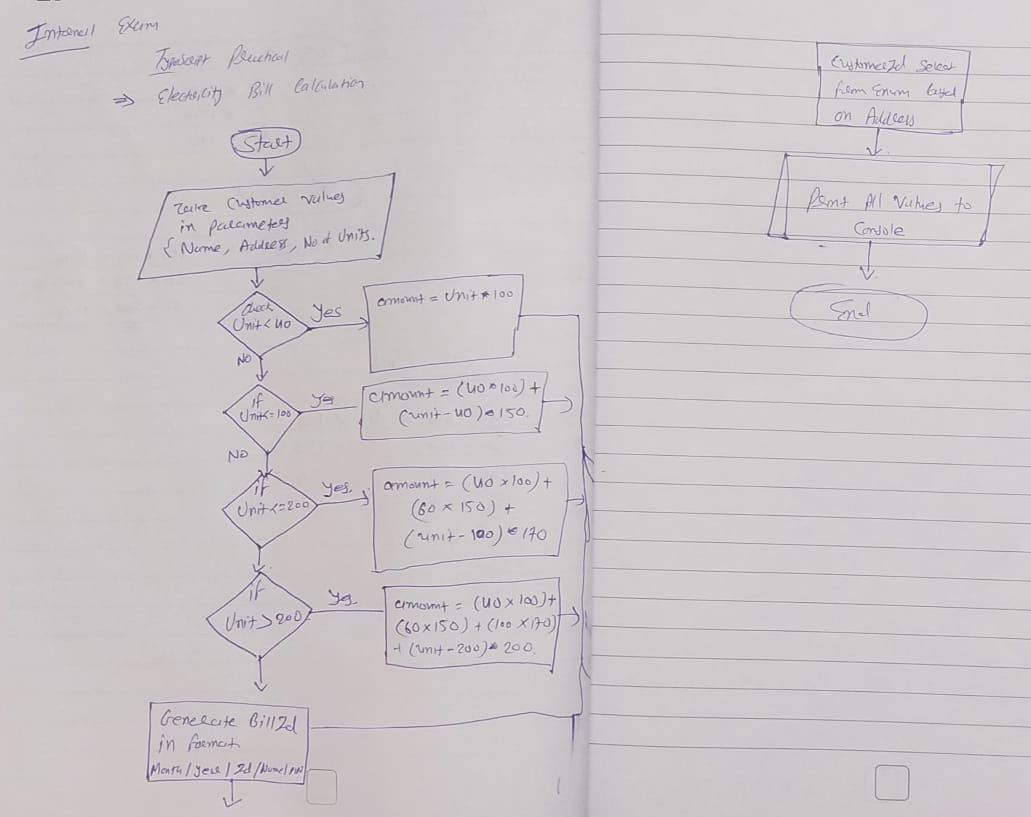 Internal Exam
Typescript Practical
⇒ Electricity Bill Calculation
Start
Take Customer Values
in parameters
{ Name, Address, No of Units.
Check
Unit < 40
Yes
amount = Unit * 100
NO
if
Unit <= 100
Yes
amount = (40 * 100) +
(unit - 40) * 150.
NO
if
Unit <= 200
Yes.
amount = (40 x 100) +
(60 x 150) +
(unit - 100) * 170
if
Unit > 200
Yes.
amount = (40 x 100) +
(60 x 150) + (100 x 170)
+ (unit - 200) * 200.
Generate BillId
in format
Month / year / Id / Name /
CustomerId Select
from Enum based
on Address
Print All Values to
Console
End